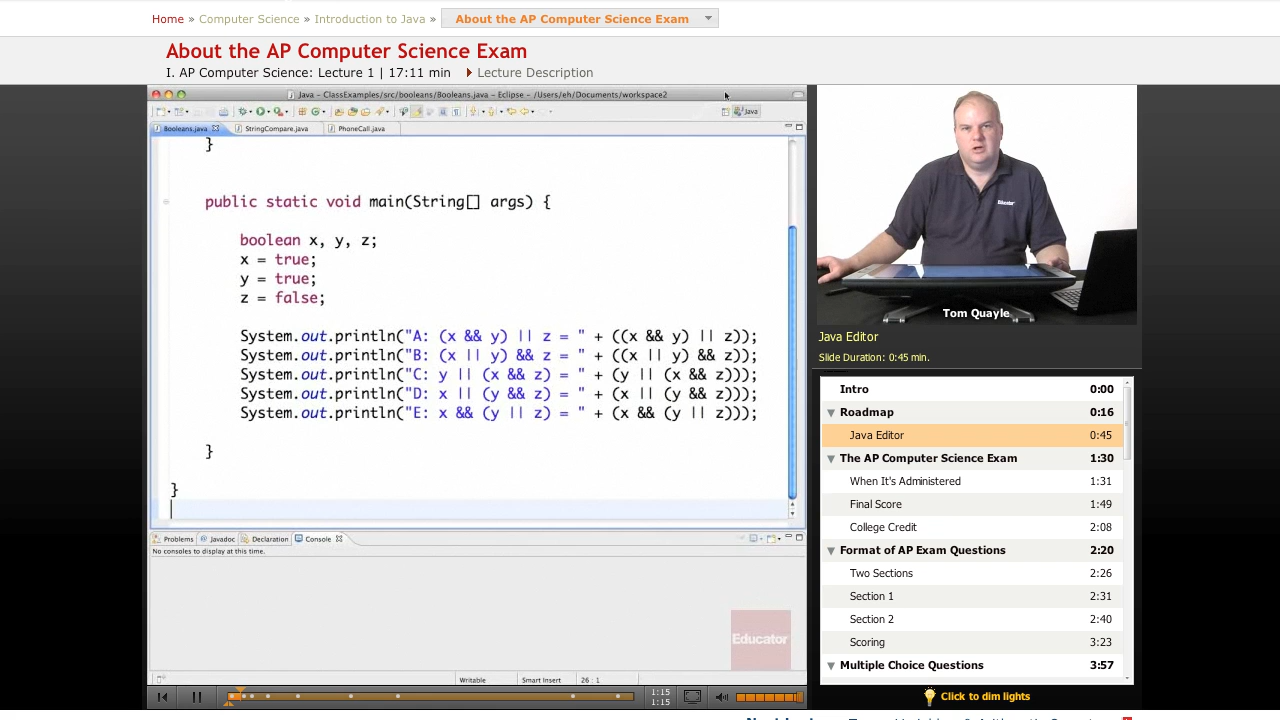 Home » Computer Science » Introduction to Java » About the AP Computer Science Exam
About the AP Computer Science Exam
I. AP Computer Science: Lecture 1 | 17:11 min Lecture Description
Java – ClassExamples/src/booleans/Booleans.java – Eclipse – /Users/eh/Documents/workspace2
Java
Booleans.java StringCompare.java PhoneCall.java
}
public static void main(String[] args) {
boolean x, y, z;
x = true;
y = true;
z = false;
System.out.println("A: (x && y) || z = " + ((x && y) || z));
System.out.println("B: (x || y) && z = " + ((x || y) && z));
System.out.println("C: y || (x && z) = " + (y || (x && z)));
System.out.println("D: x || (y && z) = " + (x || (y && z)));
System.out.println("E: x && (y || z) = " + (x && (y || z)));
}
}
Problems Javadoc Declaration Console
No consoles to display at this time.
Educator
Writable Smart Insert 26 : 1
1:15
1:15
Educator
Tom Quayle
Java Editor
Slide Duration: 0:45 min.
Intro 0:00
Roadmap 0:16
Java Editor 0:45
The AP Computer Science Exam 1:30
When It's Administered 1:31
Final Score 1:49
College Credit 2:08
Format of AP Exam Questions 2:20
Two Sections 2:26
Section 1 2:31
Section 2 2:40
Scoring 3:23
Multiple Choice Questions 3:57
Click to dim lights